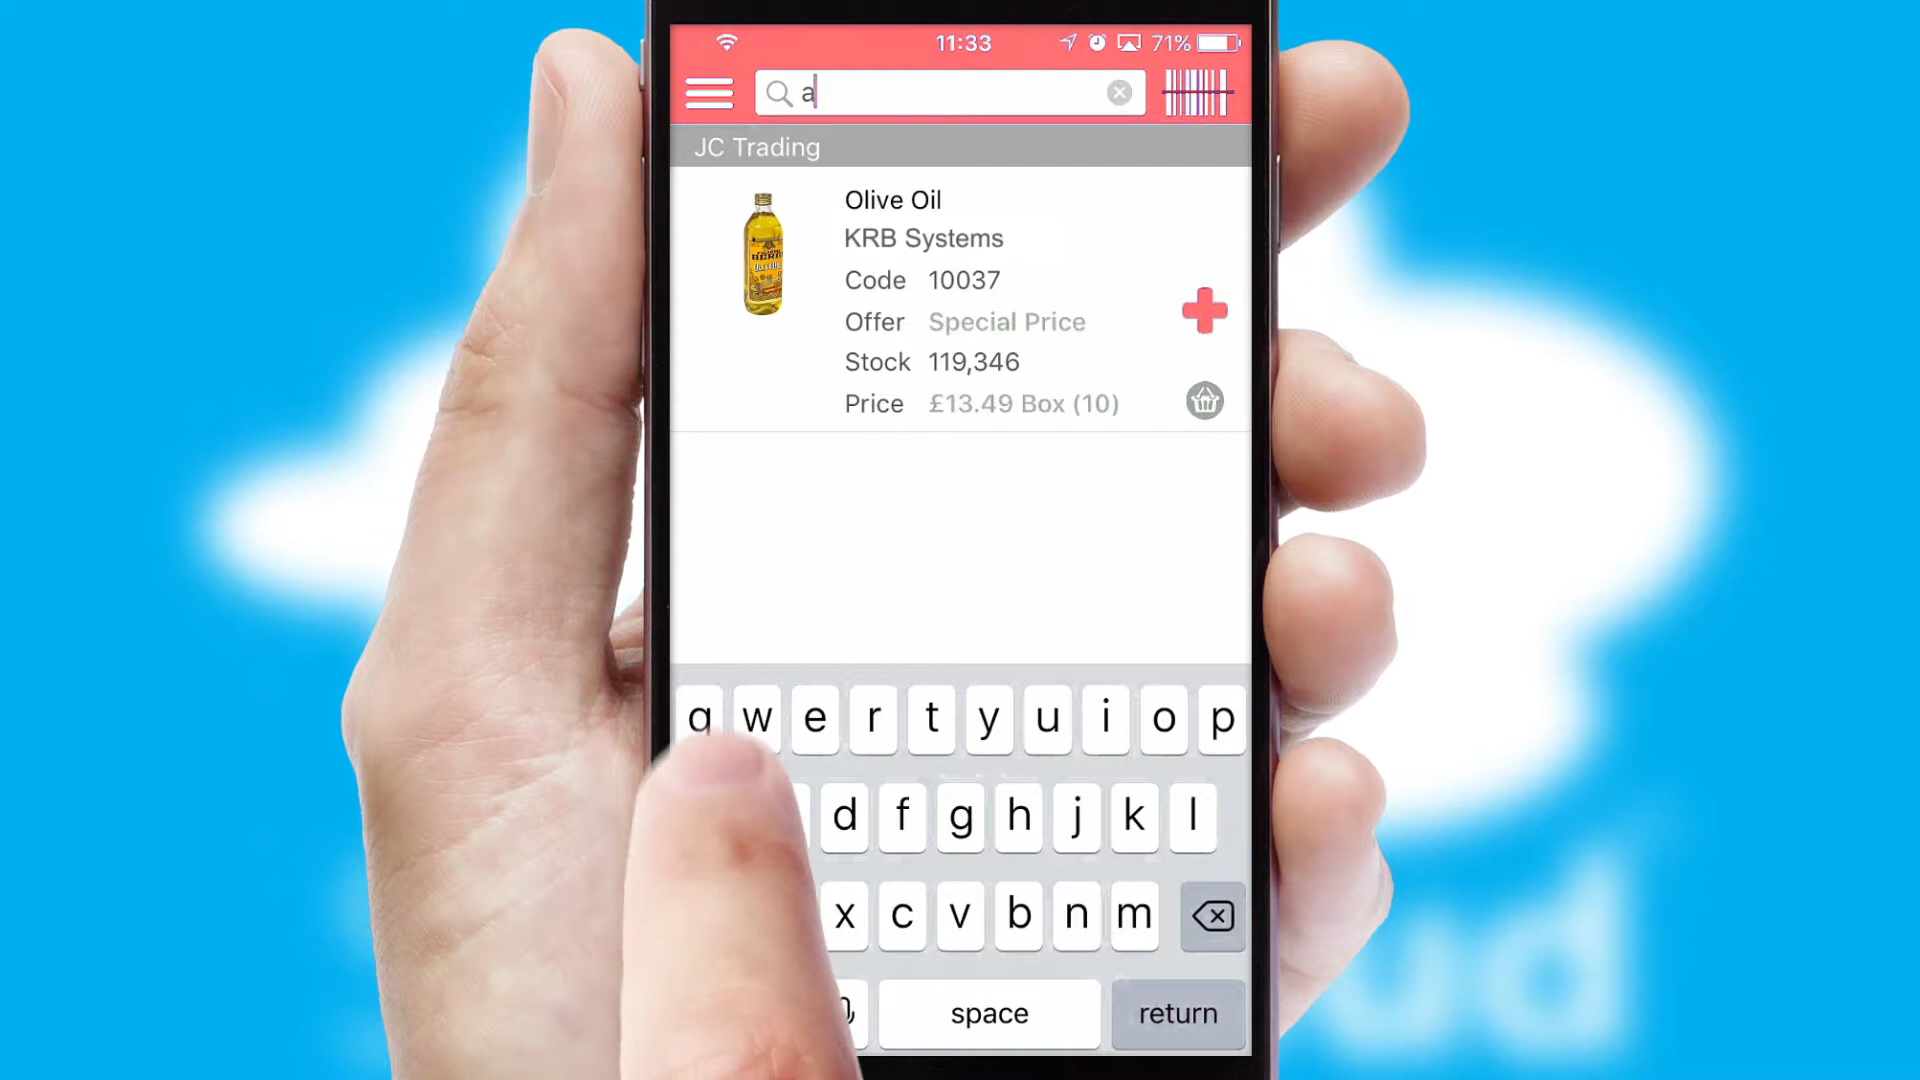 11:33 71%
a
JC Trading
Olive Oil
KRB Systems
Code 10037
Offer Special Price
Stock 119,346
Price £13.49 Box (10)
q w e r t y u i o p
d f g h j k l
x c v b n m
space return
ud